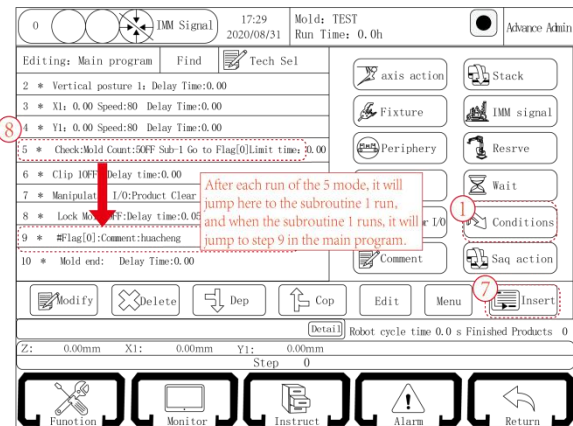 0
IMM Signal
17:29
2020/08/31
Mold: TEST
Run Time: 0.0h
Advance Admin
Editing: Main program
Find
Tech Sel
2 * Vertical posture 1; Delay Time:0.00
3 * X1: 0.00 Speed:80 Delay Time:0.00
8
4 * Y1: 0.00 Speed:80 Delay Time:0.00
5 * Check:Mold Count:5OFF Sub-1 Go to Flag[0]Limit time: 0.00
6 * Clip 1OFF Delay time:0.00
7 * Manipulat I/O:Product Clear
8 * Lock Mo FF:Delay time:0.05
9 * #Flag[0]:Comment:huacheng
10 * Mold end: Delay Time:0.00
After each run of the 5 mode, it will
jump here to the subroutine 1 run,
and when the subroutine 1 runs, it will
jump to step 9 in the main program.
axis action
Stack
Fixture
IMM signal
Periphery
Resrve
Wait
1
I/O
Conditions
Comment
Saq action
7
Modify
Delete
Dep
Cop
Edit
Menu
Insert
Detail
Robot cycle time 0.0 s Finished Products 0
Z: 0.00mm X1: 0.00mm Y1: 0.00mm
Step 0
Funotion
Monitor
Instruct
Alarm
Return